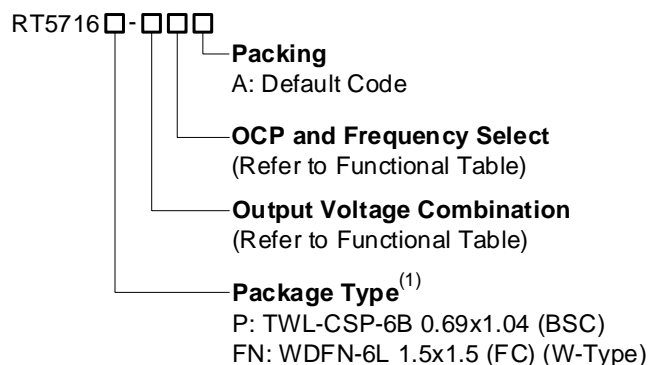 RT5716□-□□□
Packing
A: Default Code
OCP and Frequency Select
(Refer to Functional Table)
Output Voltage Combination
(Refer to Functional Table)
Package Type(1)
P: TWL-CSP-6B 0.69x1.04 (BSC)
FN: WDFN-6L 1.5x1.5 (FC) (W-Type)